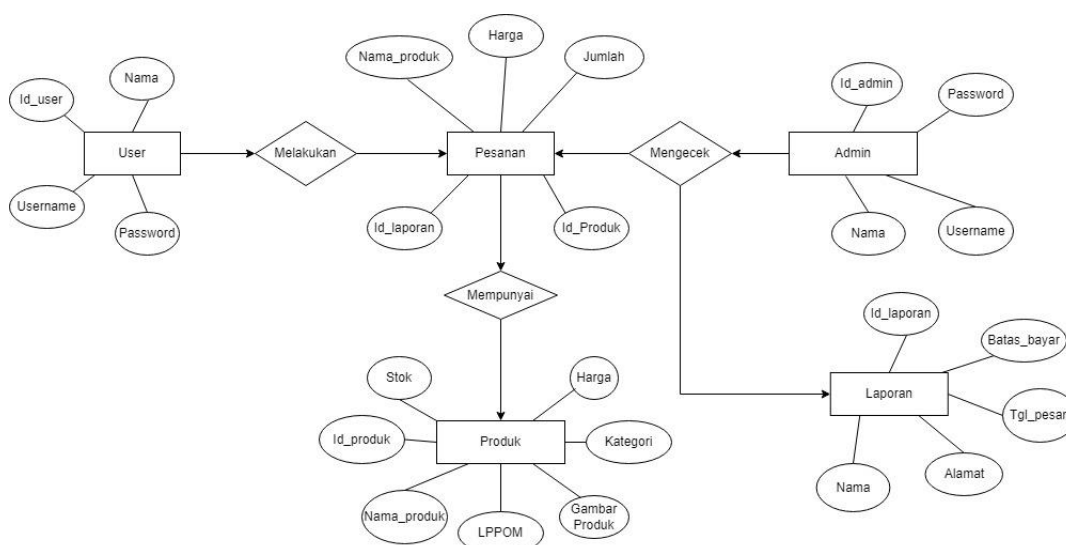 Harga
Nama_produk
Jumlah
Nama
Id_user
Id_admin
Password
User
Melakukan
Pesanan
Mengecek
Admin
Username
Password
Id_laporan
Id_Produk
Nama
Username
Mempunyai
Id_laporan
Batas_bayar
Stok
Harga
Laporan
Tgl_pesan
Id_produk
Produk
Kategori
Nama
Alamat
Nama_produk
LPPOM
Gambar
Produk